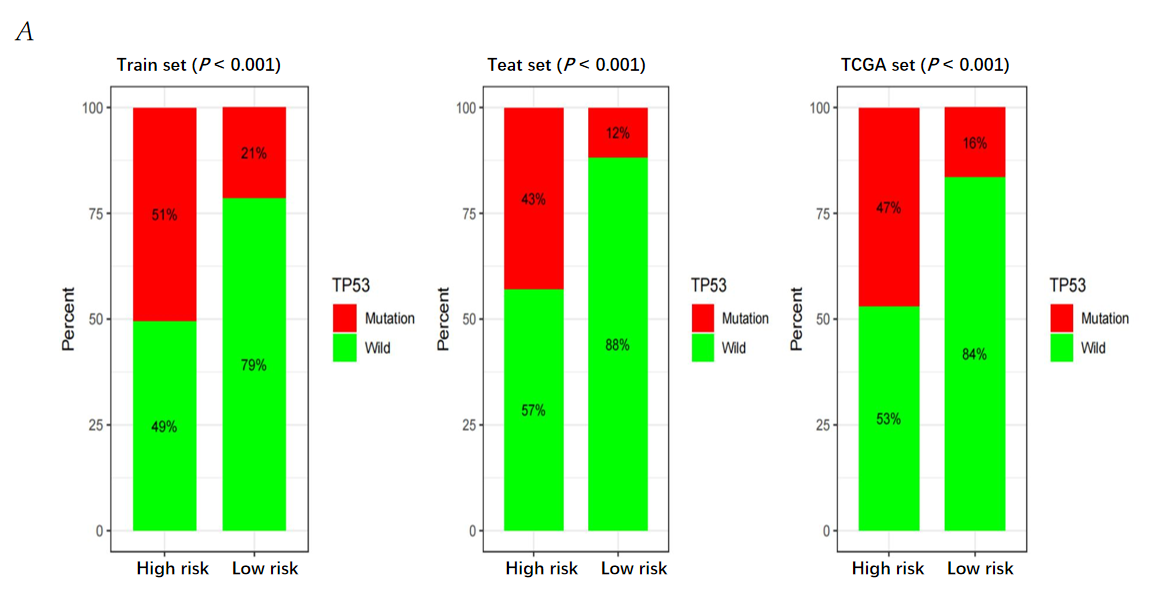 A
Train set (P < 0.001)
Percent
100
75
50
25
0
51%
49%
21%
79%
High risk
Low risk
TP53
Mutation
Wild
Teat set (P < 0.001)
Percent
100
75
50
25
0
43%
57%
12%
88%
High risk
Low risk
TP53
Mutation
Wild
TCGA set (P < 0.001)
Percent
100
75
50
25
0
47%
53%
16%
84%
High risk
Low risk
TP53
Mutation
Wild